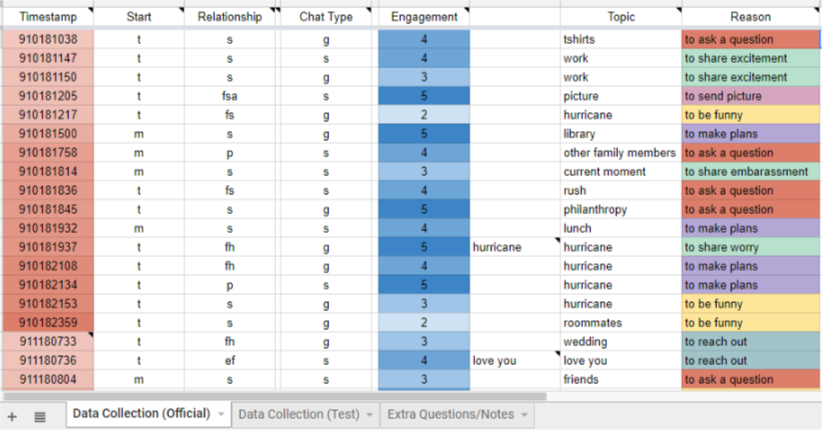 Timestamp Start Relationship Chat Type Engagement Topic Reason
910181038 t s g 4 tshirts to ask a question
910181147 t s s 4 work to share excitement
910181150 t s g 3 work to share excitement
910181205 t fsa s 5 picture to send picture
910181217 t fs g 2 hurricane to be funny
910181500 m s g 5 library to make plans
910181758 m p s 4 other family members to ask a question
910181814 m s s 3 current moment to share embarassment
910181836 t fs s 4 rush to ask a question
910181845 t s g 5 philanthropy to ask a question
910181932 m s s 4 lunch to make plans
910181937 t fh g 5 hurricane hurricane to share worry
910182108 t fh g 4 hurricane to make plans
910182134 t p s 5 hurricane to make plans
910182153 t s g 3 hurricane to be funny
910182359 t s g 2 roommates to be funny
911180733 t fh g 3 wedding to reach out
911180736 t ef s 4 love you love you to reach out
911180804 m s s 3 friends to ask a question
Data Collection (Official) Data Collection (Test) Extra Questions/Notes